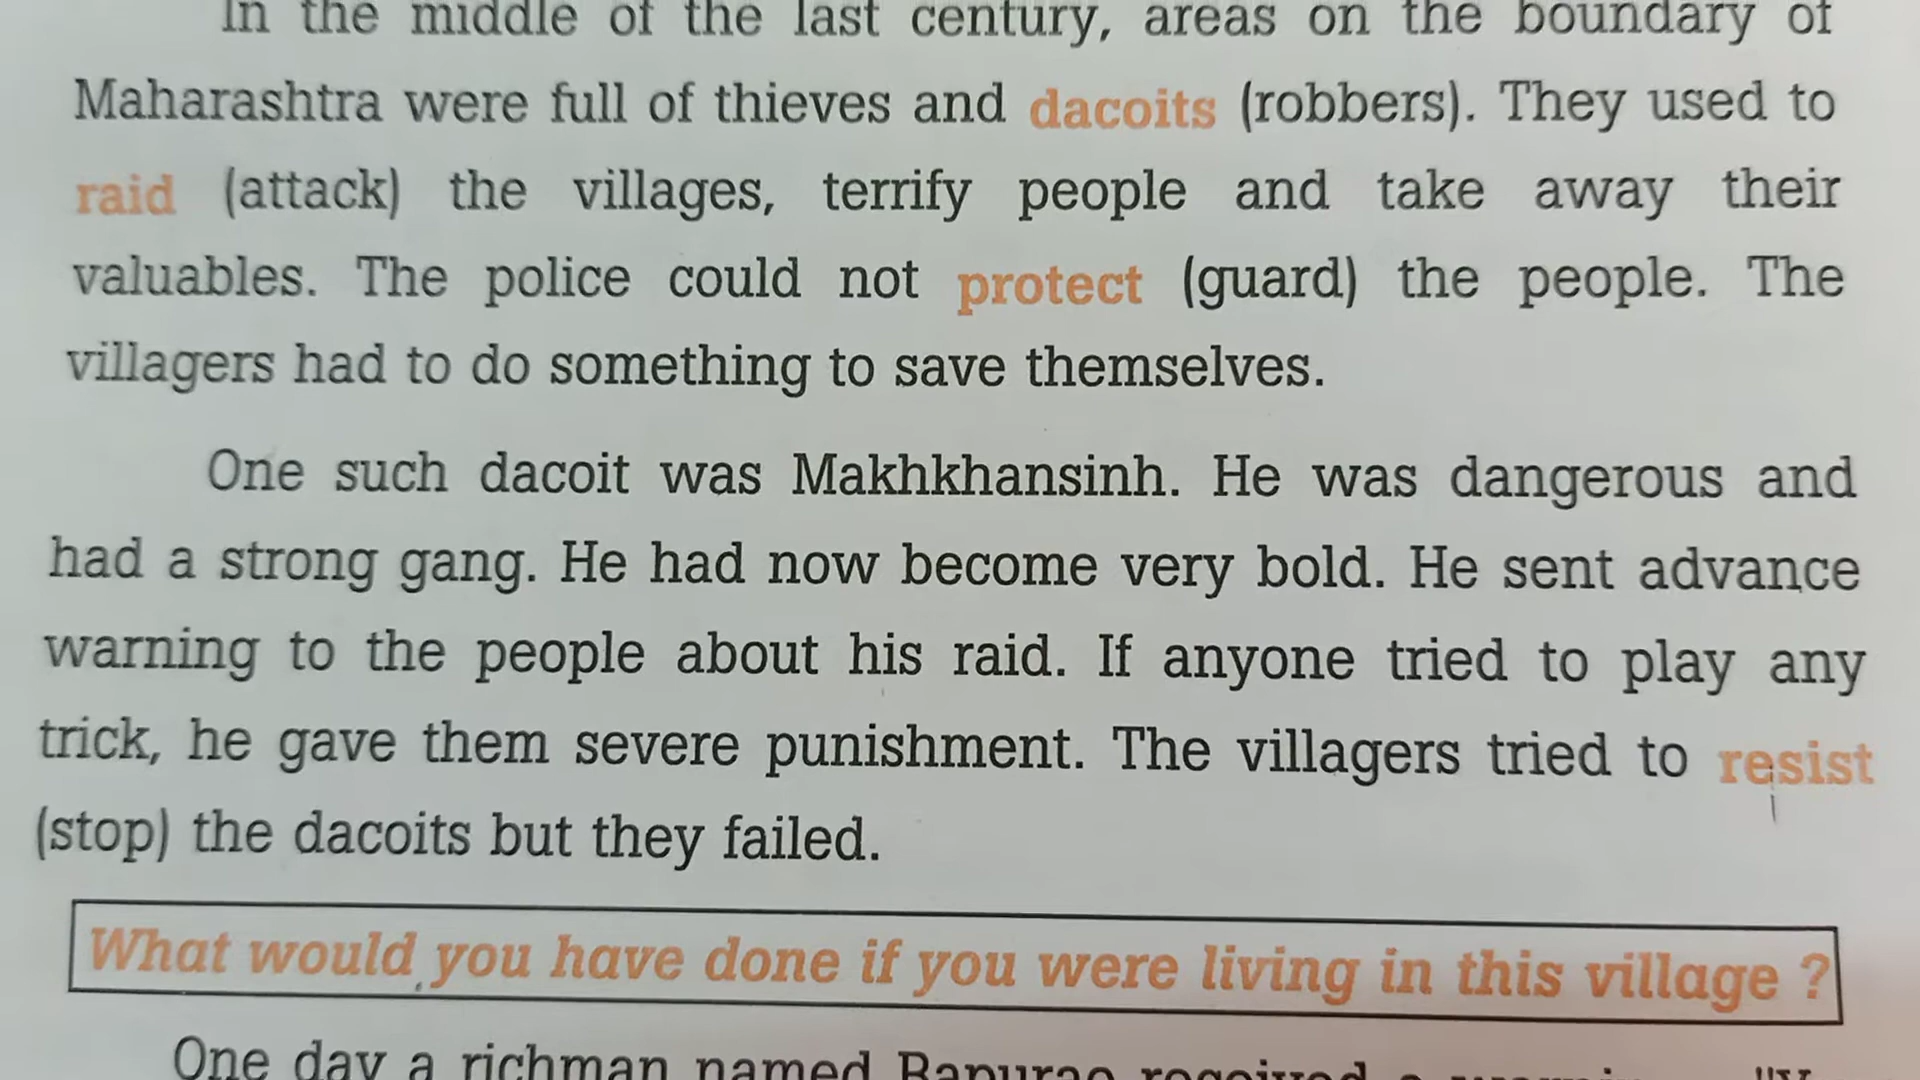 In the middle of the last century, areas on the boundary of
Maharashtra were full of thieves and dacoits (robbers). They used to
raid (attack) the villages, terrify people and take away their
valuables. The police could not protect (guard) the people. The
villagers had to do something to save themselves.
One such dacoit was Makhkhansinh. He was dangerous and
had a strong gang. He had now become very bold. He sent advance
warning to the people about his raid. If anyone tried to play any
trick, he gave them severe punishment. The villagers tried to resist
(stop) the dacoits but they failed.
What would you have done if you were living in this village ?
One day a richman named Bapurao received a